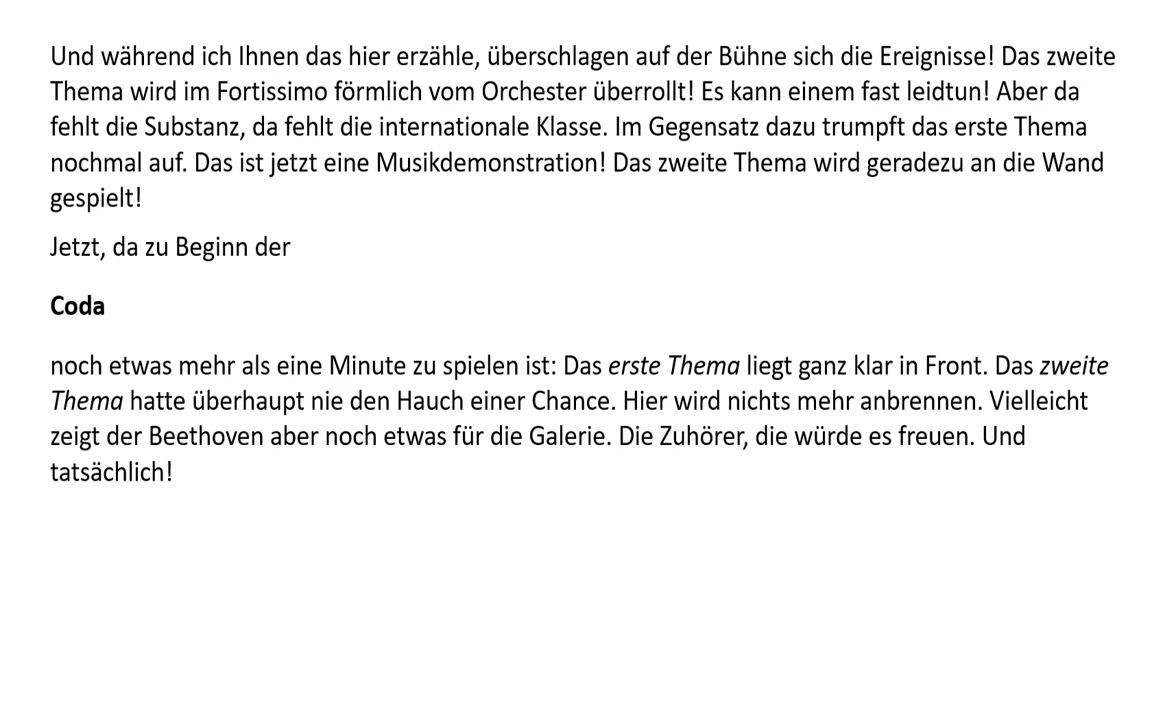 Und während ich Ihnen das hier erzähle, überschlagen auf der Bühne sich die Ereignisse! Das zweite
Thema wird im Fortissimo förmlich vom Orchester überrollt! Es kann einem fast leidtun! Aber da
fehlt die Substanz, da fehlt die internationale Klasse. Im Gegensatz dazu trumpft das erste Thema
nochmal auf. Das ist jetzt eine Musikdemonstration! Das zweite Thema wird geradezu an die Wand
gespielt!
Jetzt, da zu Beginn der
Coda
noch etwas mehr als eine Minute zu spielen ist: Das erste Thema liegt ganz klar in Front. Das zweite
Thema hatte überhaupt nie den Hauch einer Chance. Hier wird nichts mehr anbrennen. Vielleicht
zeigt der Beethoven aber noch etwas für die Galerie. Die Zuhörer, die würde es freuen. Und
tatsächlich!